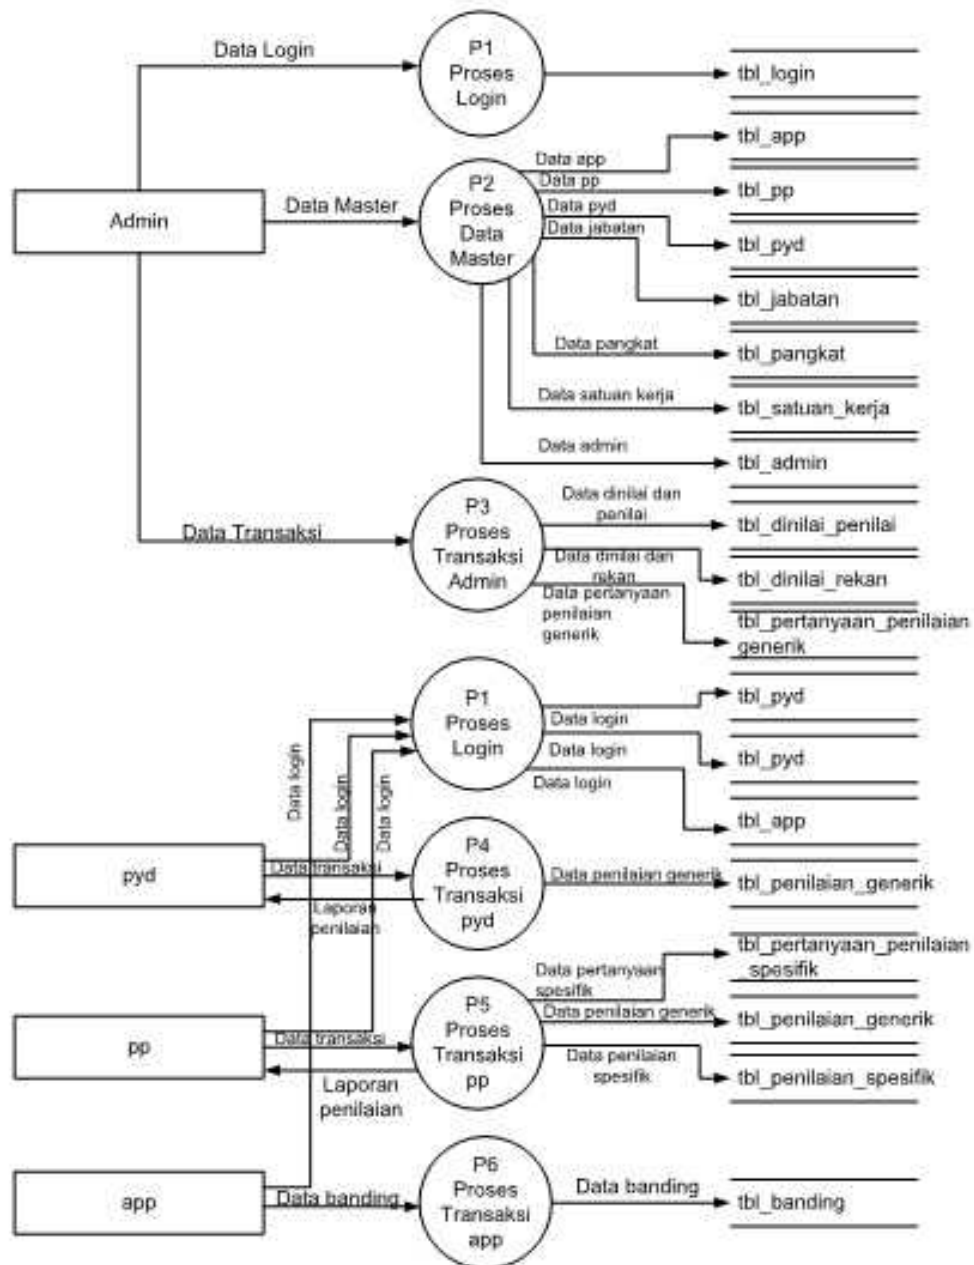 Data Login
P1
Proses
Login
tbl_login
Admin
Data Master
P2
Proses
Data
Master
Data app
tbl_app
Data pp
tbl_pp
Data pyd
tbl_pyd
Data jabatan
tbl_jabatan
Data pangkat
tbl_pangkat
Data satuan kerja
tbl_satuan_kerja
Data admin
tbl_admin
Data Transaksi
P3
Proses
Transaksi
Admin
Data dinilai dan
penilai
tbl_dinilai_penilai
Data dinilai dan
rekan
tbl_dinilai_rekan
Data pertanyaan
penilaian
generik
tbl_pertanyaan_penilaian
generik
P1
Proses
Login
Data login
Data login
Data login
tbl_pyd
Data login
tbl_pyd
Data login
tbl_app
Data login
pyd
Data transaksi
Laporan
penilaian
P4
Proses
Transaksi
pyd
Data penilaian generik
tbl_penilaian_generik
pp
Data transaksi
Laporan
penilaian
P5
Proses
Transaksi
pp
Data pertanyaan
spesifik
tbl_pertanyaan_penilaian
_spesifik
Data penilaian generik
tbl_penilaian_generik
Data penilaian
spesifik
tbl_penilaian_spesifik
app
Data banding
P6
Proses
Transaksi
app
Data banding
tbl_banding